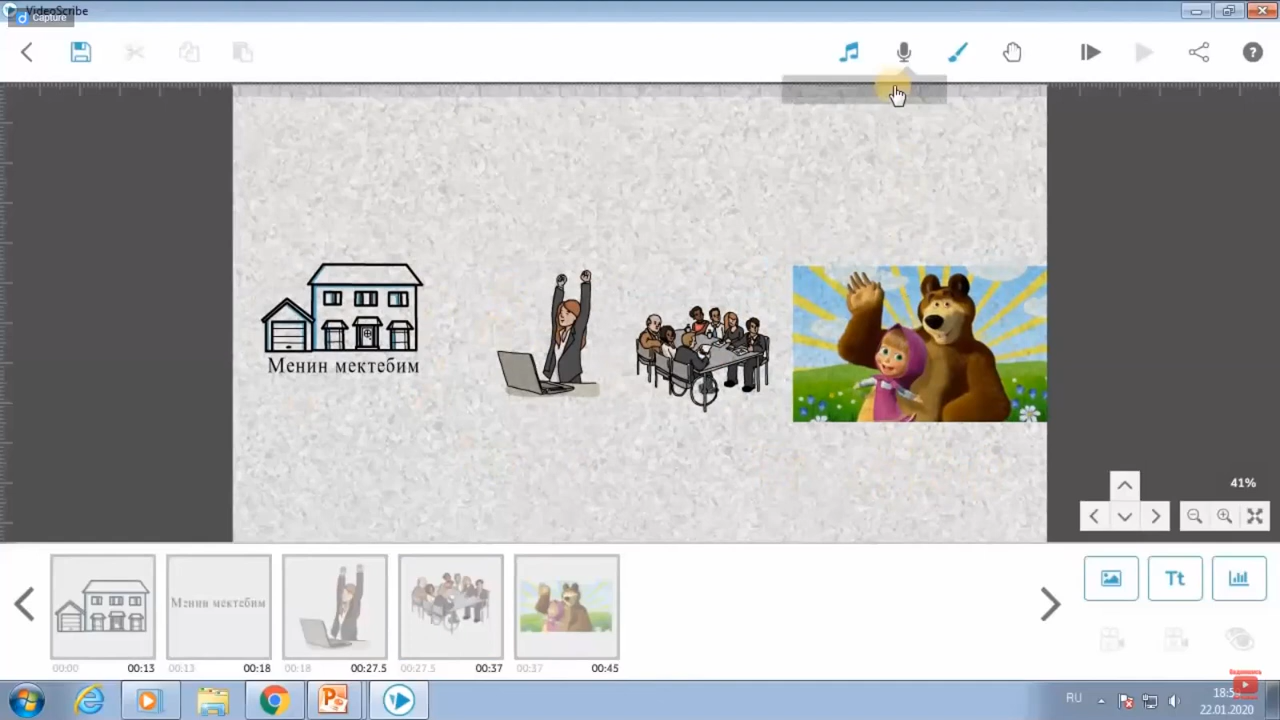 VideoScribe
Capture
Менин мектебим
41%
Менин мектебим
Tt
00:00
00:13
00:13
00:18
00:18
00:27.5
00:27.5
00:37
00:37
00:45
RU
22.01.2020